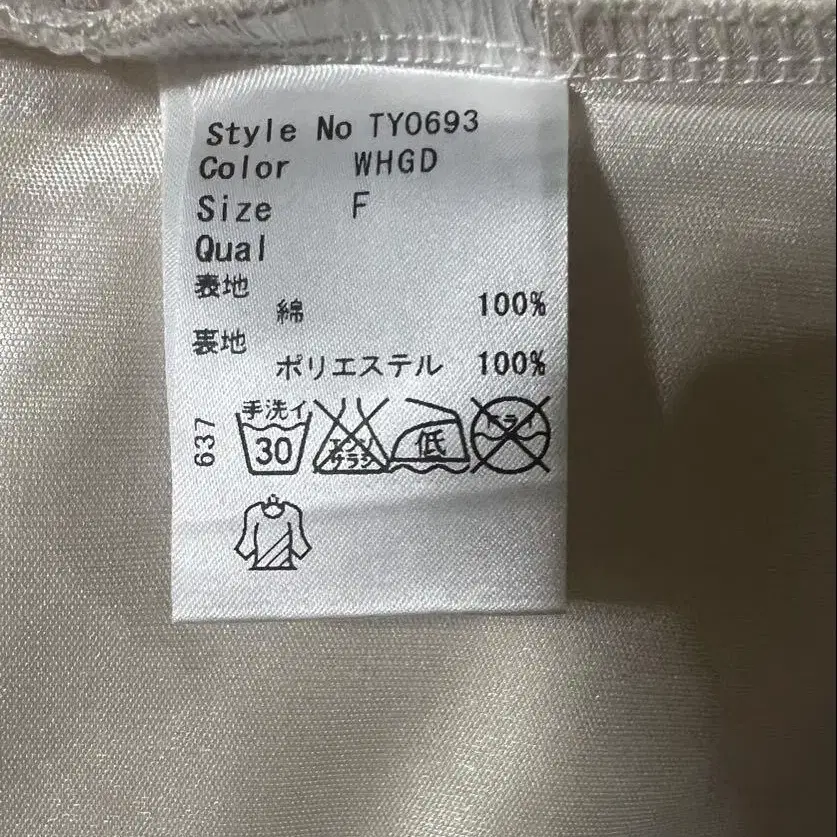 Style No TY0693
Color WHGD
Size F
Qual
表地
綿 100%
裏地
ポリエステル 100%
637
手洗イ
30
エンソ
サラシ
低
ドライ